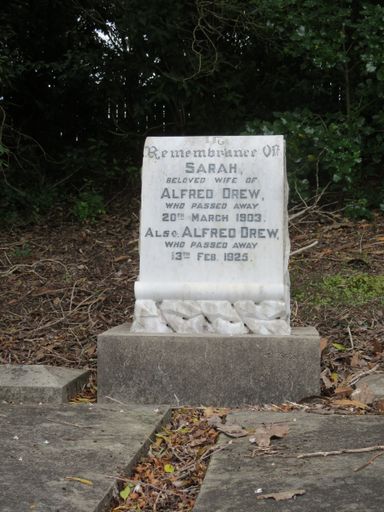 In
Remembrance Of
SARAH,
BELOVED WIFE OF
ALFRED DREW,
WHO PASSED AWAY
20TH MARCH 1903.
ALSO, ALFRED DREW,
WHO PASSED AWAY
13TH FEB. 1925.